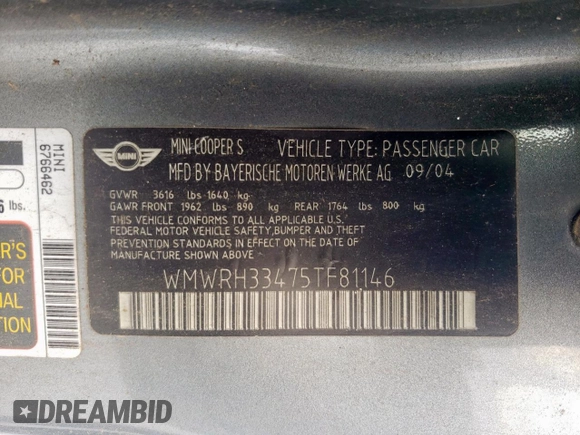 MINI
6766462
6 lbs.
R'S
FOR
NAL
TION
MINI
MINI COOPER S VEHICLE TYPE: PASSENGER CAR
MFD BY BAYERISCHE MOTOREN WERKE AG 09/04
GVWR 3616 lbs 1640 kg
GAWR FRONT 1962 lbs 890 kg REAR 1764 lbs 800 kg
THIS VEHICLE CONFORMS TO ALL APPLICABLE U.S.
FEDERAL MOTOR VEHICLE SAFETY,BUMPER AND THEFT
PREVENTION STANDARDS IN EFFECT ON THE DATE OF
MANUFACTURE SHOWN ABOVE.
WMWRH33475TF81146
DREAMBID